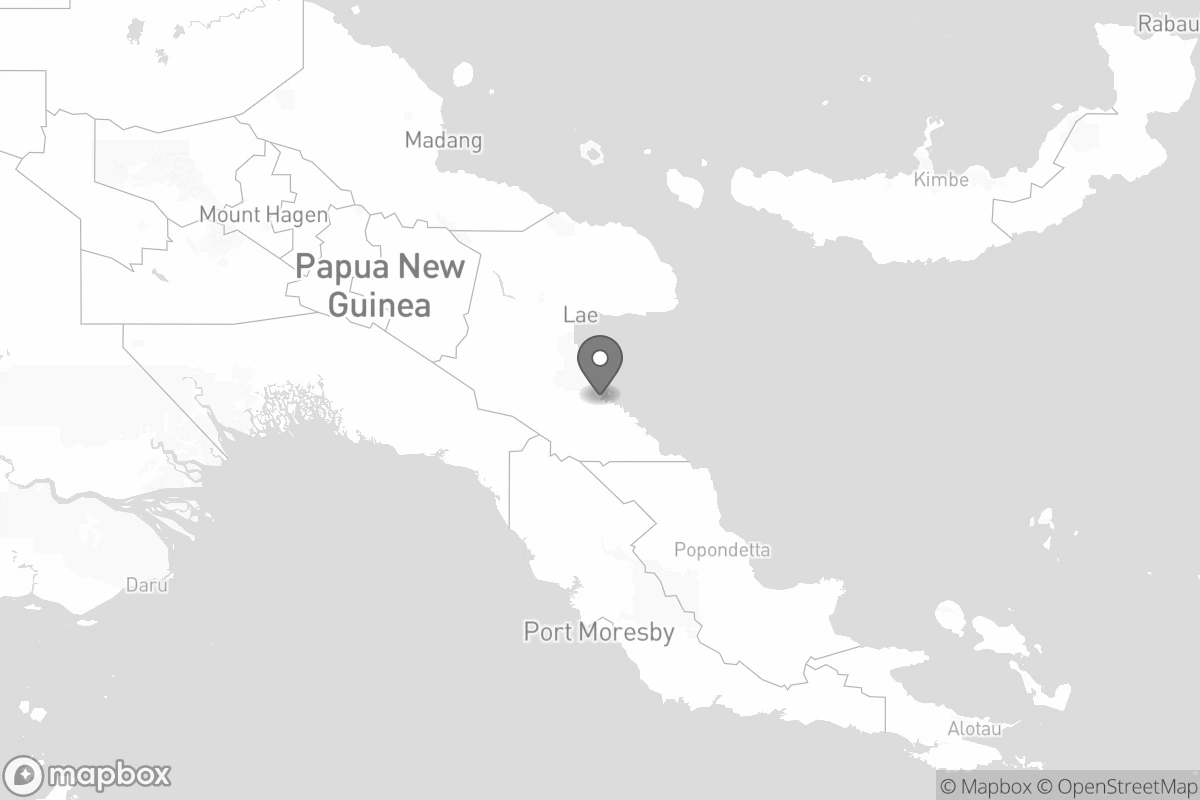 Rabau
Madang
Kimbe
Mount Hagen
Papua New
Guinea
Lae
Popondetta
Daru
Port Moresby
Alotau
mapbox
© Mapbox © OpenStreetMap